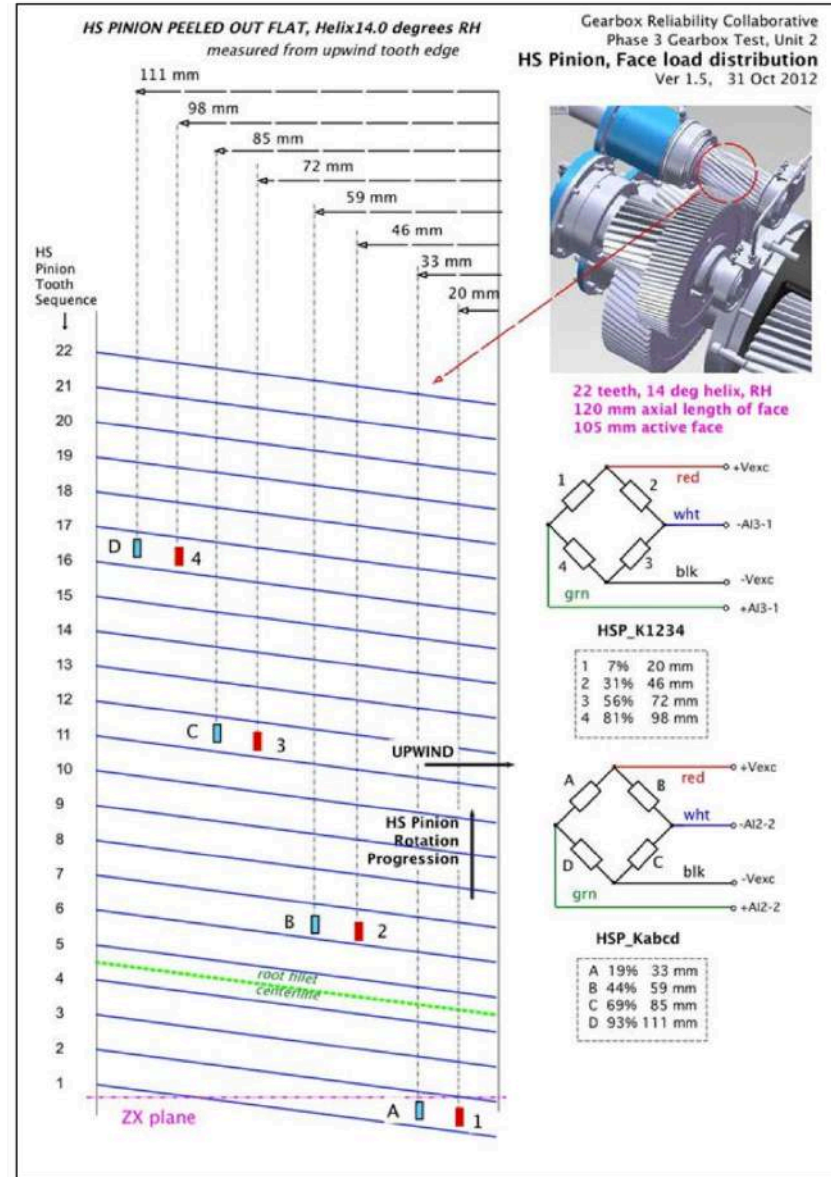 HS PINION PEELED OUT FLAT, Helix14.0 degrees RH
measured from upwind tooth edge
Gearbox Reliability Collaborative
Phase 3 Gearbox Test, Unit 2
HS Pinion, Face load distribution
Ver 1.5, 31 Oct 2012
111 mm
98 mm
85 mm
72 mm
59 mm
46 mm
33 mm
20 mm
HS
Pinion
Tooth
Sequence
22
21
20
19
18
17
16
15
14
13
12
11
10
9
8
7
6
5
4
3
2
1
D
4
C
3
UPWIND
HS Pinion
Rotation
Progression
B
2
root fillet
centerline
ZX plane
A
1
22 teeth, 14 deg helix, RH
120 mm axial length of face
105 mm active face
1
2
4
3
red
+Vexc
wht
-AI3-1
blk
-Vexc
grn
+AI3-1
HSP_K1234
1 7% 20 mm
2 31% 46 mm
3 56% 72 mm
4 81% 98 mm
A
B
D
C
red
+Vexc
wht
-AI2-2
blk
-Vexc
grn
+AI2-2
HSP_Kabcd
A 19% 33 mm
B 44% 59 mm
C 69% 85 mm
D 93% 111 mm